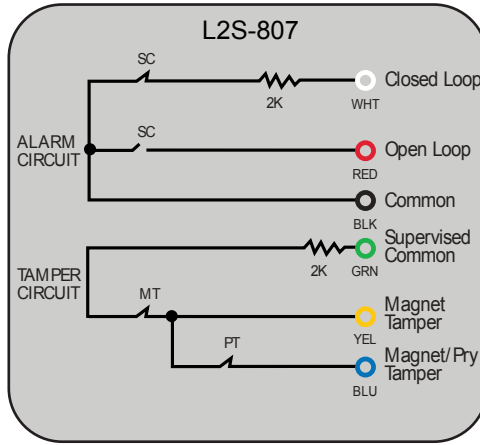 L2S-807
SC
2K
WHT
Closed Loop
ALARM
CIRCUIT
SC
RED
Open Loop
BLK
Common
2K
GRN
Supervised
Common
TAMPER
CIRCUIT
MT
YEL
Magnet
Tamper
PT
BLU
Magnet/Pry
Tamper